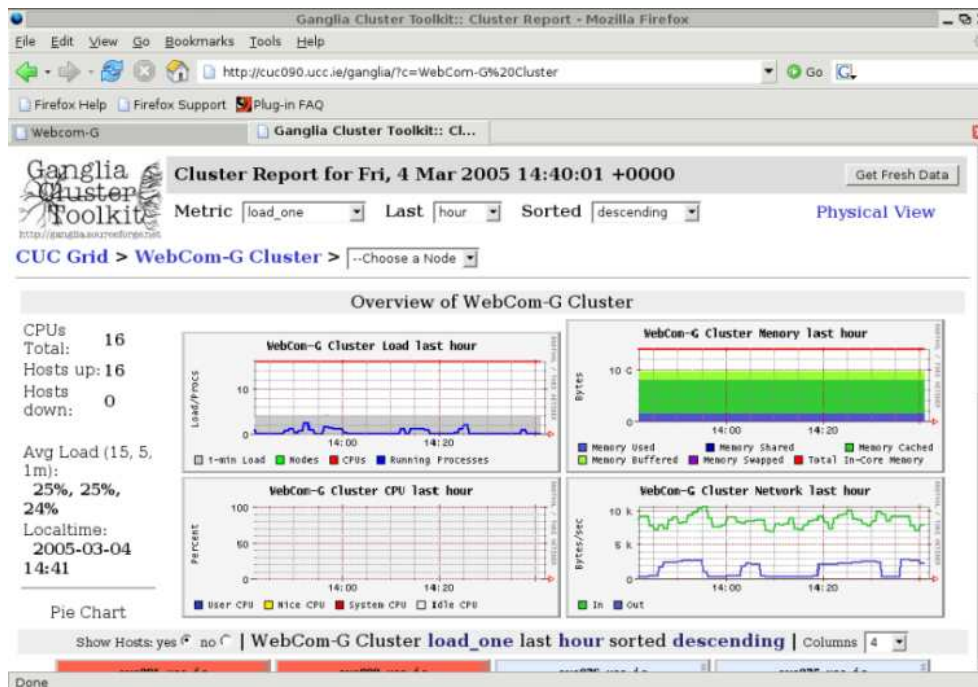 Ganglia Cluster Toolkit:: Cluster Report - Mozilla Firefox
File Edit View Go Bookmarks Tools Help
http://cuc090.ucc.ie/ganglia/?c=WebCom-G%20Cluster
Go
G
Firefox Help Firefox Support Plug-in FAQ
Webcom-G
Ganglia Cluster Toolkit:: Cl...
Ganglia
Cluster
Toolkit
http://ganglia.sourceforge.net
Cluster Report for Fri, 4 Mar 2005 14:40:01 +0000
Get Fresh Data
Metric load_one Last hour Sorted descending
Physical View
CUC Grid > WebCom-G Cluster > --Choose a Node
Overview of WebCom-G Cluster
CPUs
Total: 16
Hosts up: 16
Hosts
down: 0
Avg Load (15, 5,
1m):
25%, 25%,
24%
Localtime:
2005-03-04
14:41
Pie Chart
WebCom-G Cluster Load last hour
Load/Procs
10
0
14:00 14:20
1-min Load Nodes CPUs Running Processes
WebCom-G Cluster Memory last hour
Bytes
10 G
0
14:00 14:20
Memory Used Memory Shared Memory Cached
Memory Buffered Memory Swapped Total In-Core Memory
WebCom-G Cluster CPU last hour
Percent
100
50
0
14:00 14:20
User CPU Nice CPU System CPU Idle CPU
WebCom-G Cluster Network last hour
Bytes/sec
10 k
5 k
0
14:00 14:20
In Out
Show Hosts: yes no | WebCom-G Cluster load_one last hour sorted descending | Columns 4
Done